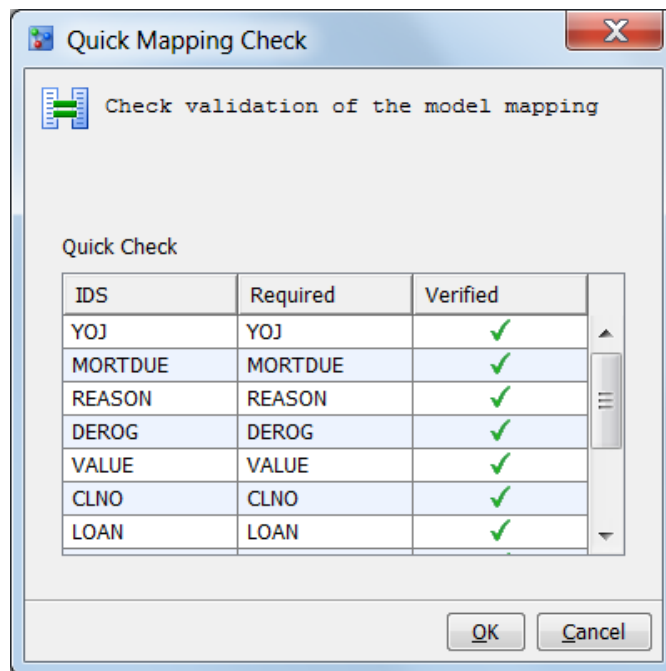 Quick Mapping Check
Check validation of the model mapping
Quick Check
IDS Required Verified
YOJ YOJ
MORTDUE MORTDUE
REASON REASON
DEROG DEROG
VALUE VALUE
CLNO CLNO
LOAN LOAN
OK Cancel